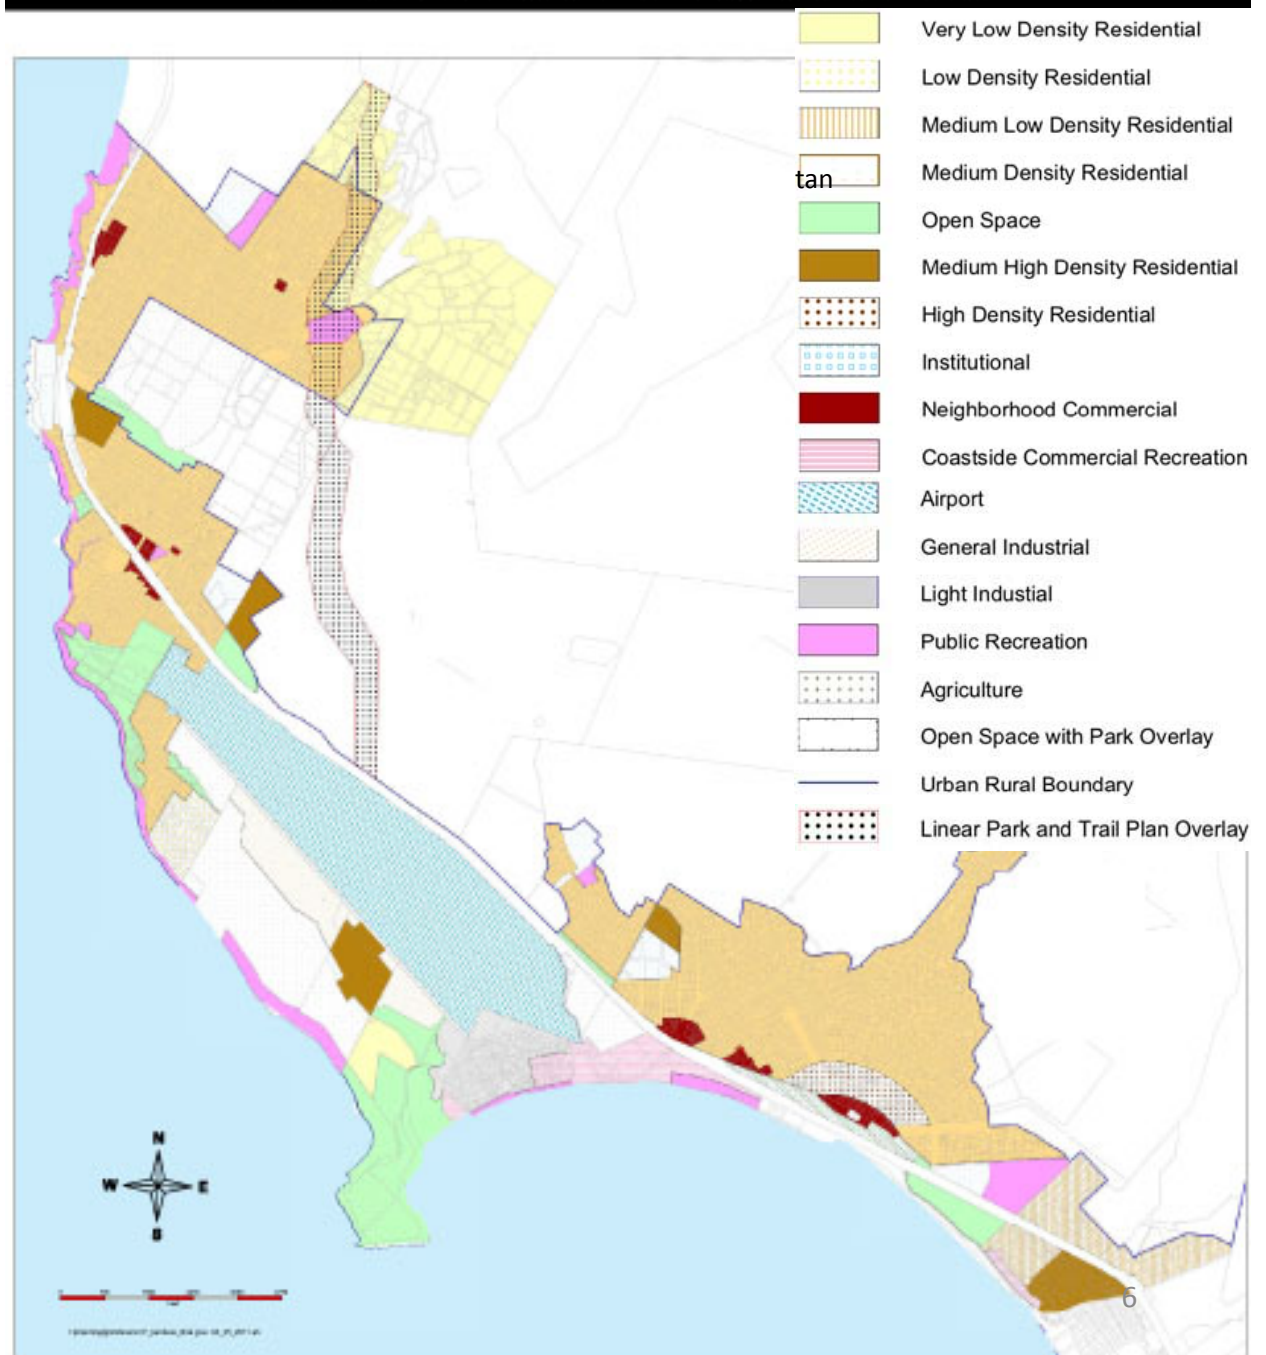 Very Low Density Residential
Low Density Residential
Medium Low Density Residential
tan
Medium Density Residential
Open Space
Medium High Density Residential
High Density Residential
Institutional
Neighborhood Commercial
Coastside Commercial Recreation
Airport
General Industrial
Light Industial
Public Recreation
Agriculture
Open Space with Park Overlay
Urban Rural Boundary
Linear Park and Trail Plan Overlay
N
W E
S
6